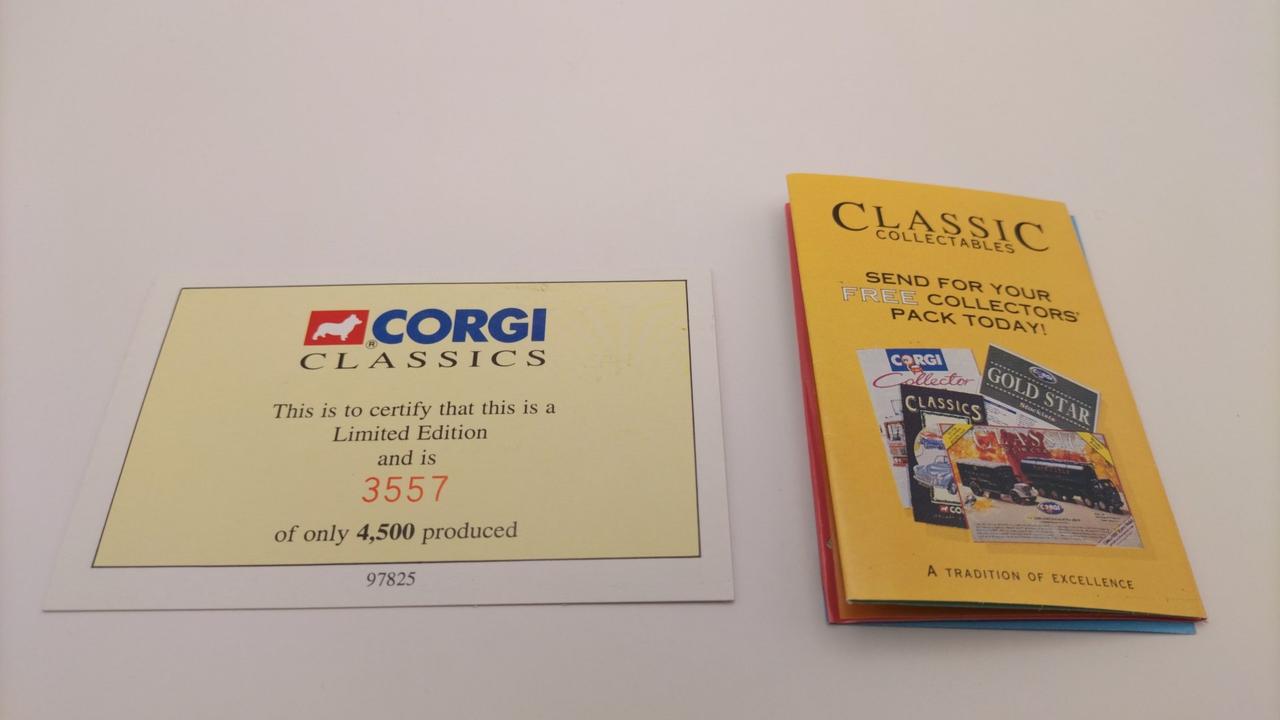 CORGI
®
CLASSICS
This is to certify that this is a
Limited Edition
and is
3557
of only 4,500 produced
97825
CLASSIC
COLLECTABLES
SEND FOR YOUR
FREE COLLECTORS'
PACK TODAY!
CORGI
Collector
GOLD STAR
Stockists
CLASSICS
A TRADITION OF EXCELLENCE